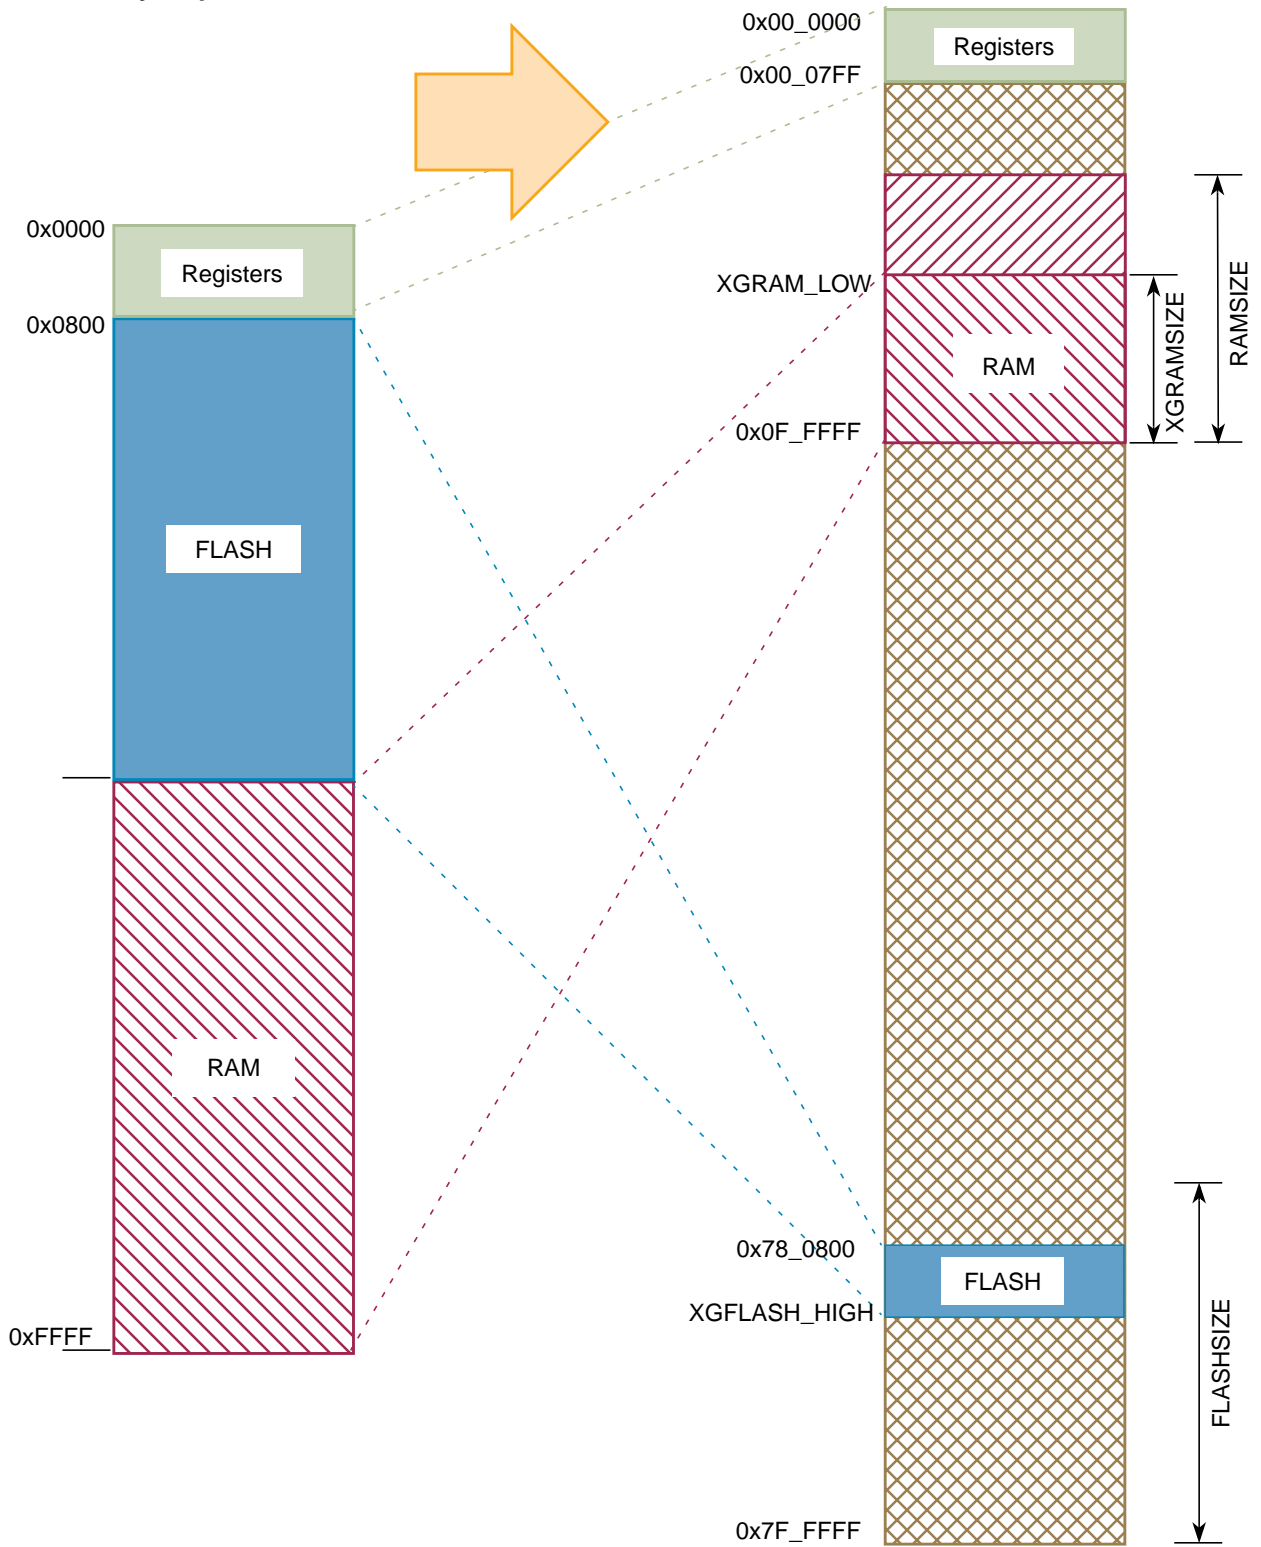 0x0000
Registers
0x0800
FLASH
RAM
0xFFFF
0x00_0000
Registers
0x00_07FF
XGRAM_LOW
RAM
0x0F_FFFF
XGRAMSIZE
RAMSIZE
0x78_0800
FLASH
XGFLASH_HIGH
FLASHSIZE
0x7F_FFFF